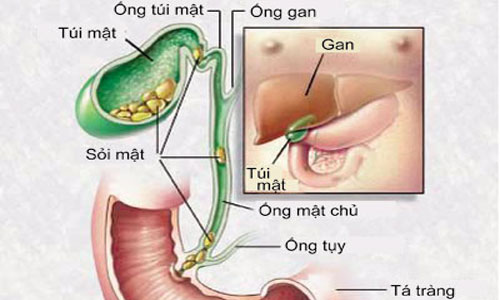 Ống túi mật
Ống gan
Túi mật
Gan
Sỏi mật
Túi
mật
Ống mật chủ
Ống tụy
Tá tràng